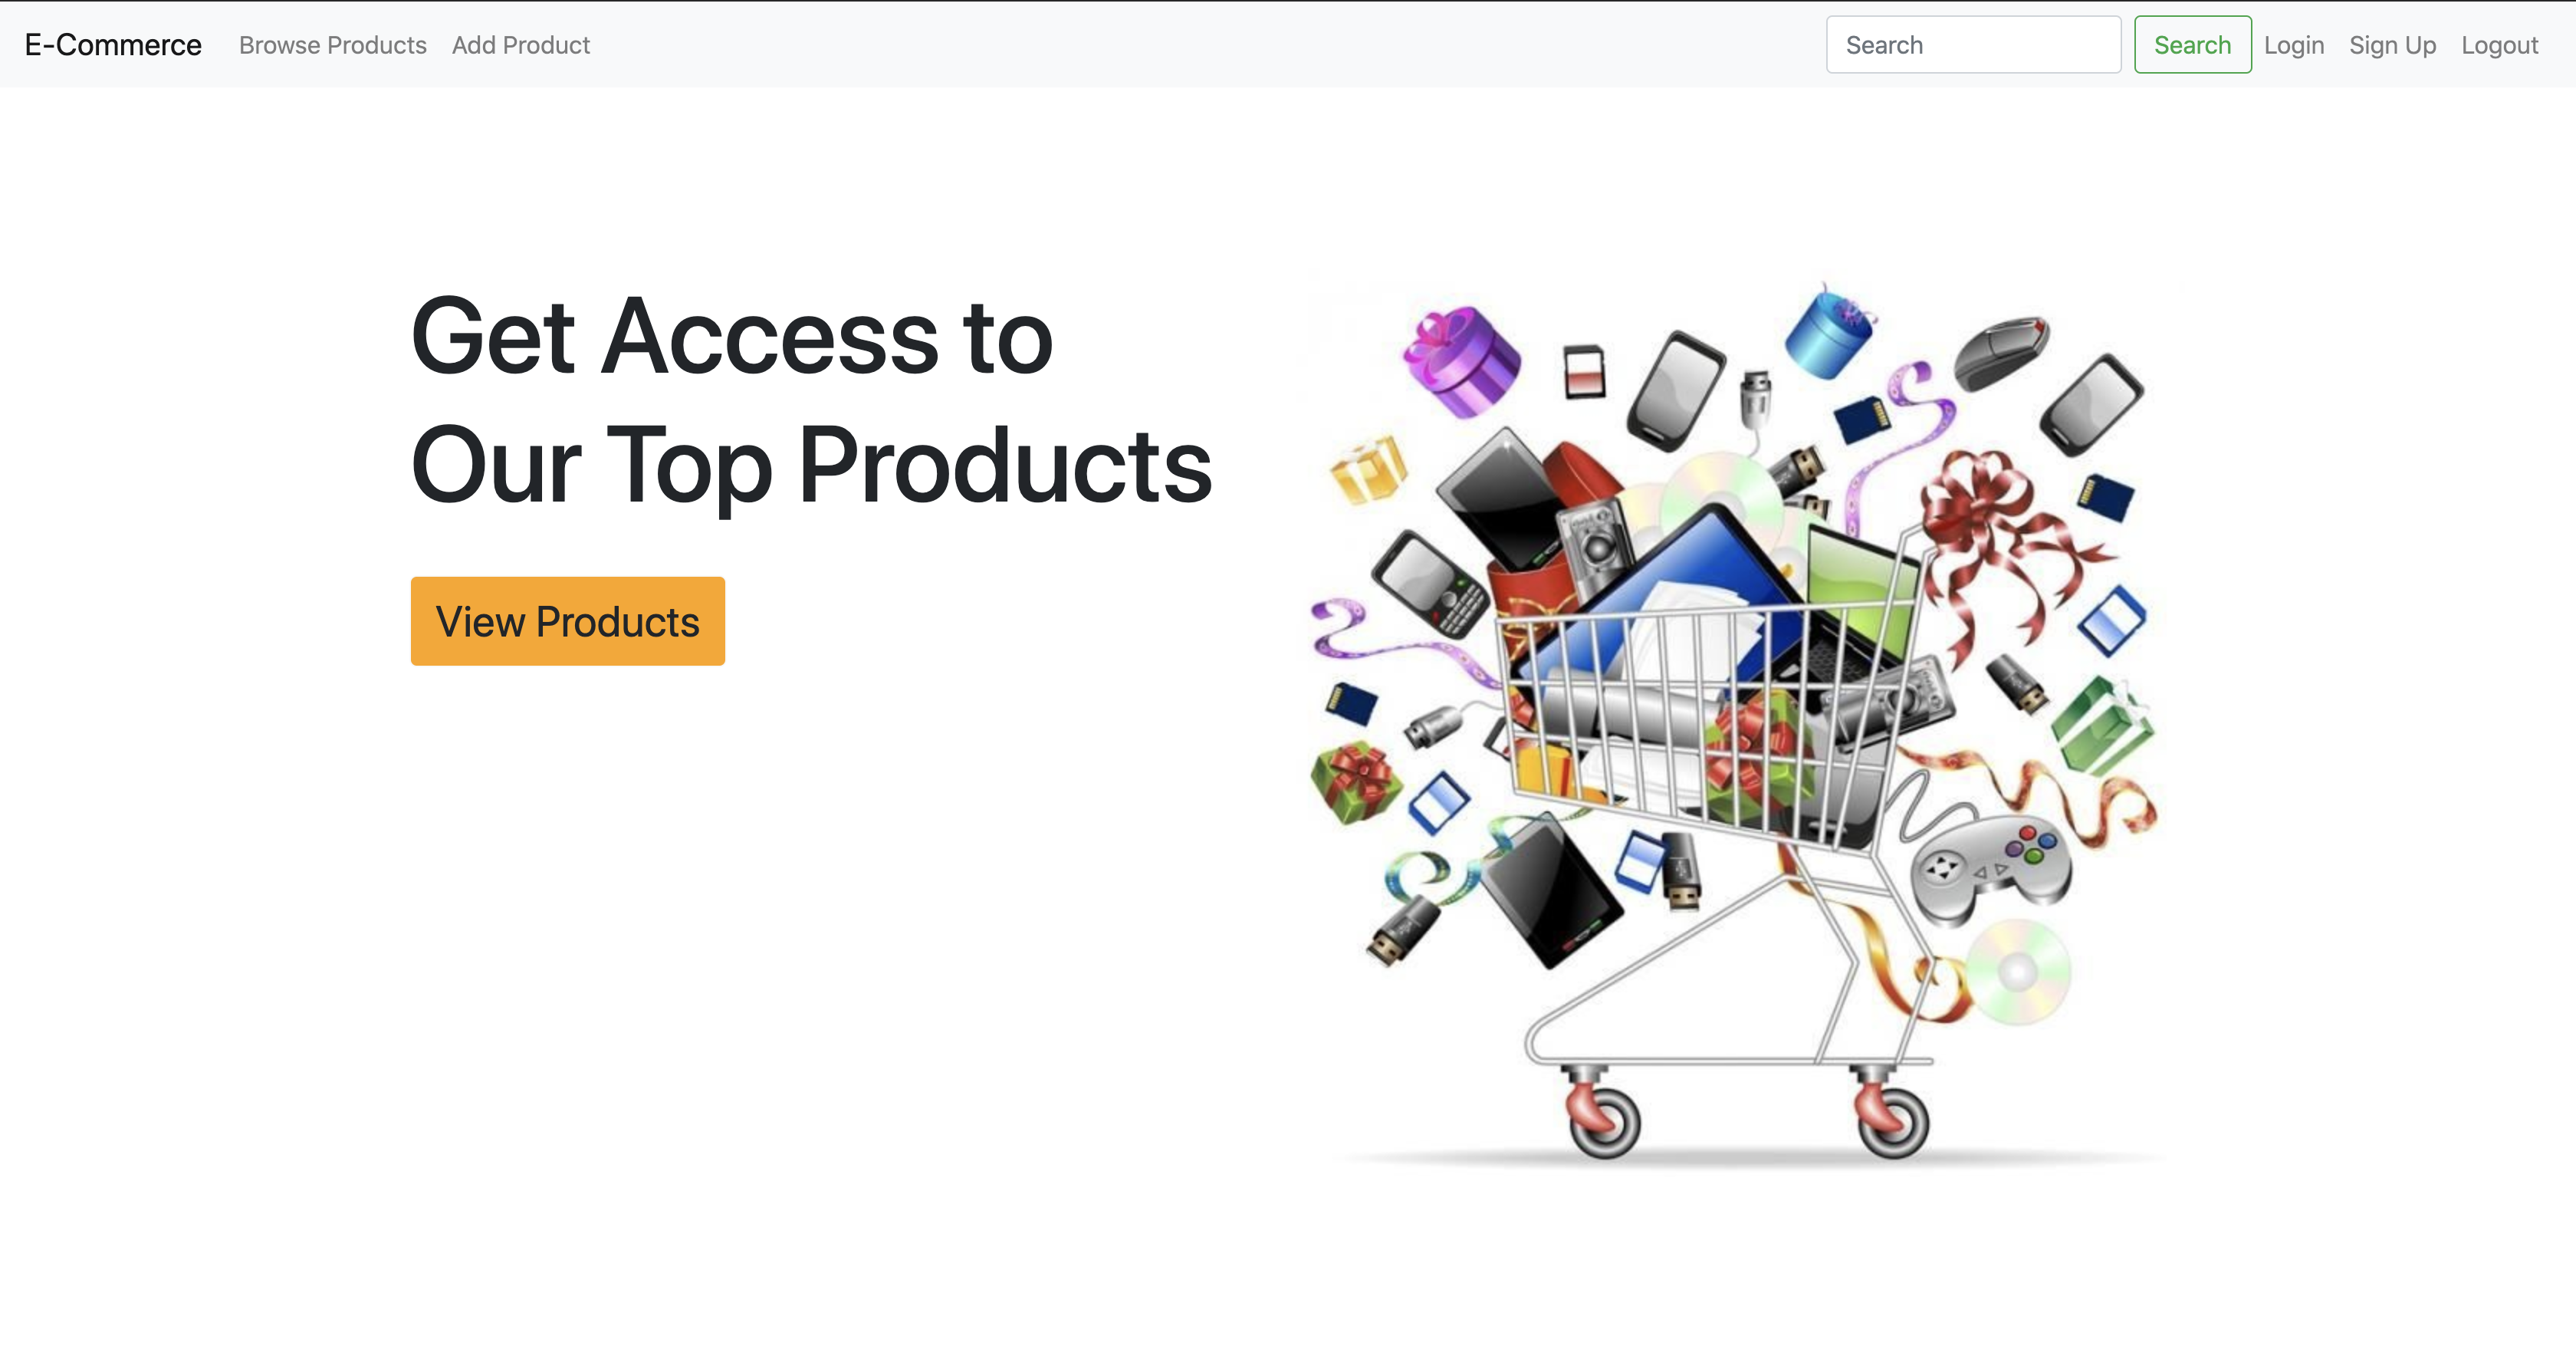 E-Commerce Browse Products Add Product Search Search Login Sign Up Logout
Get Access to
Our Top Products
View Products